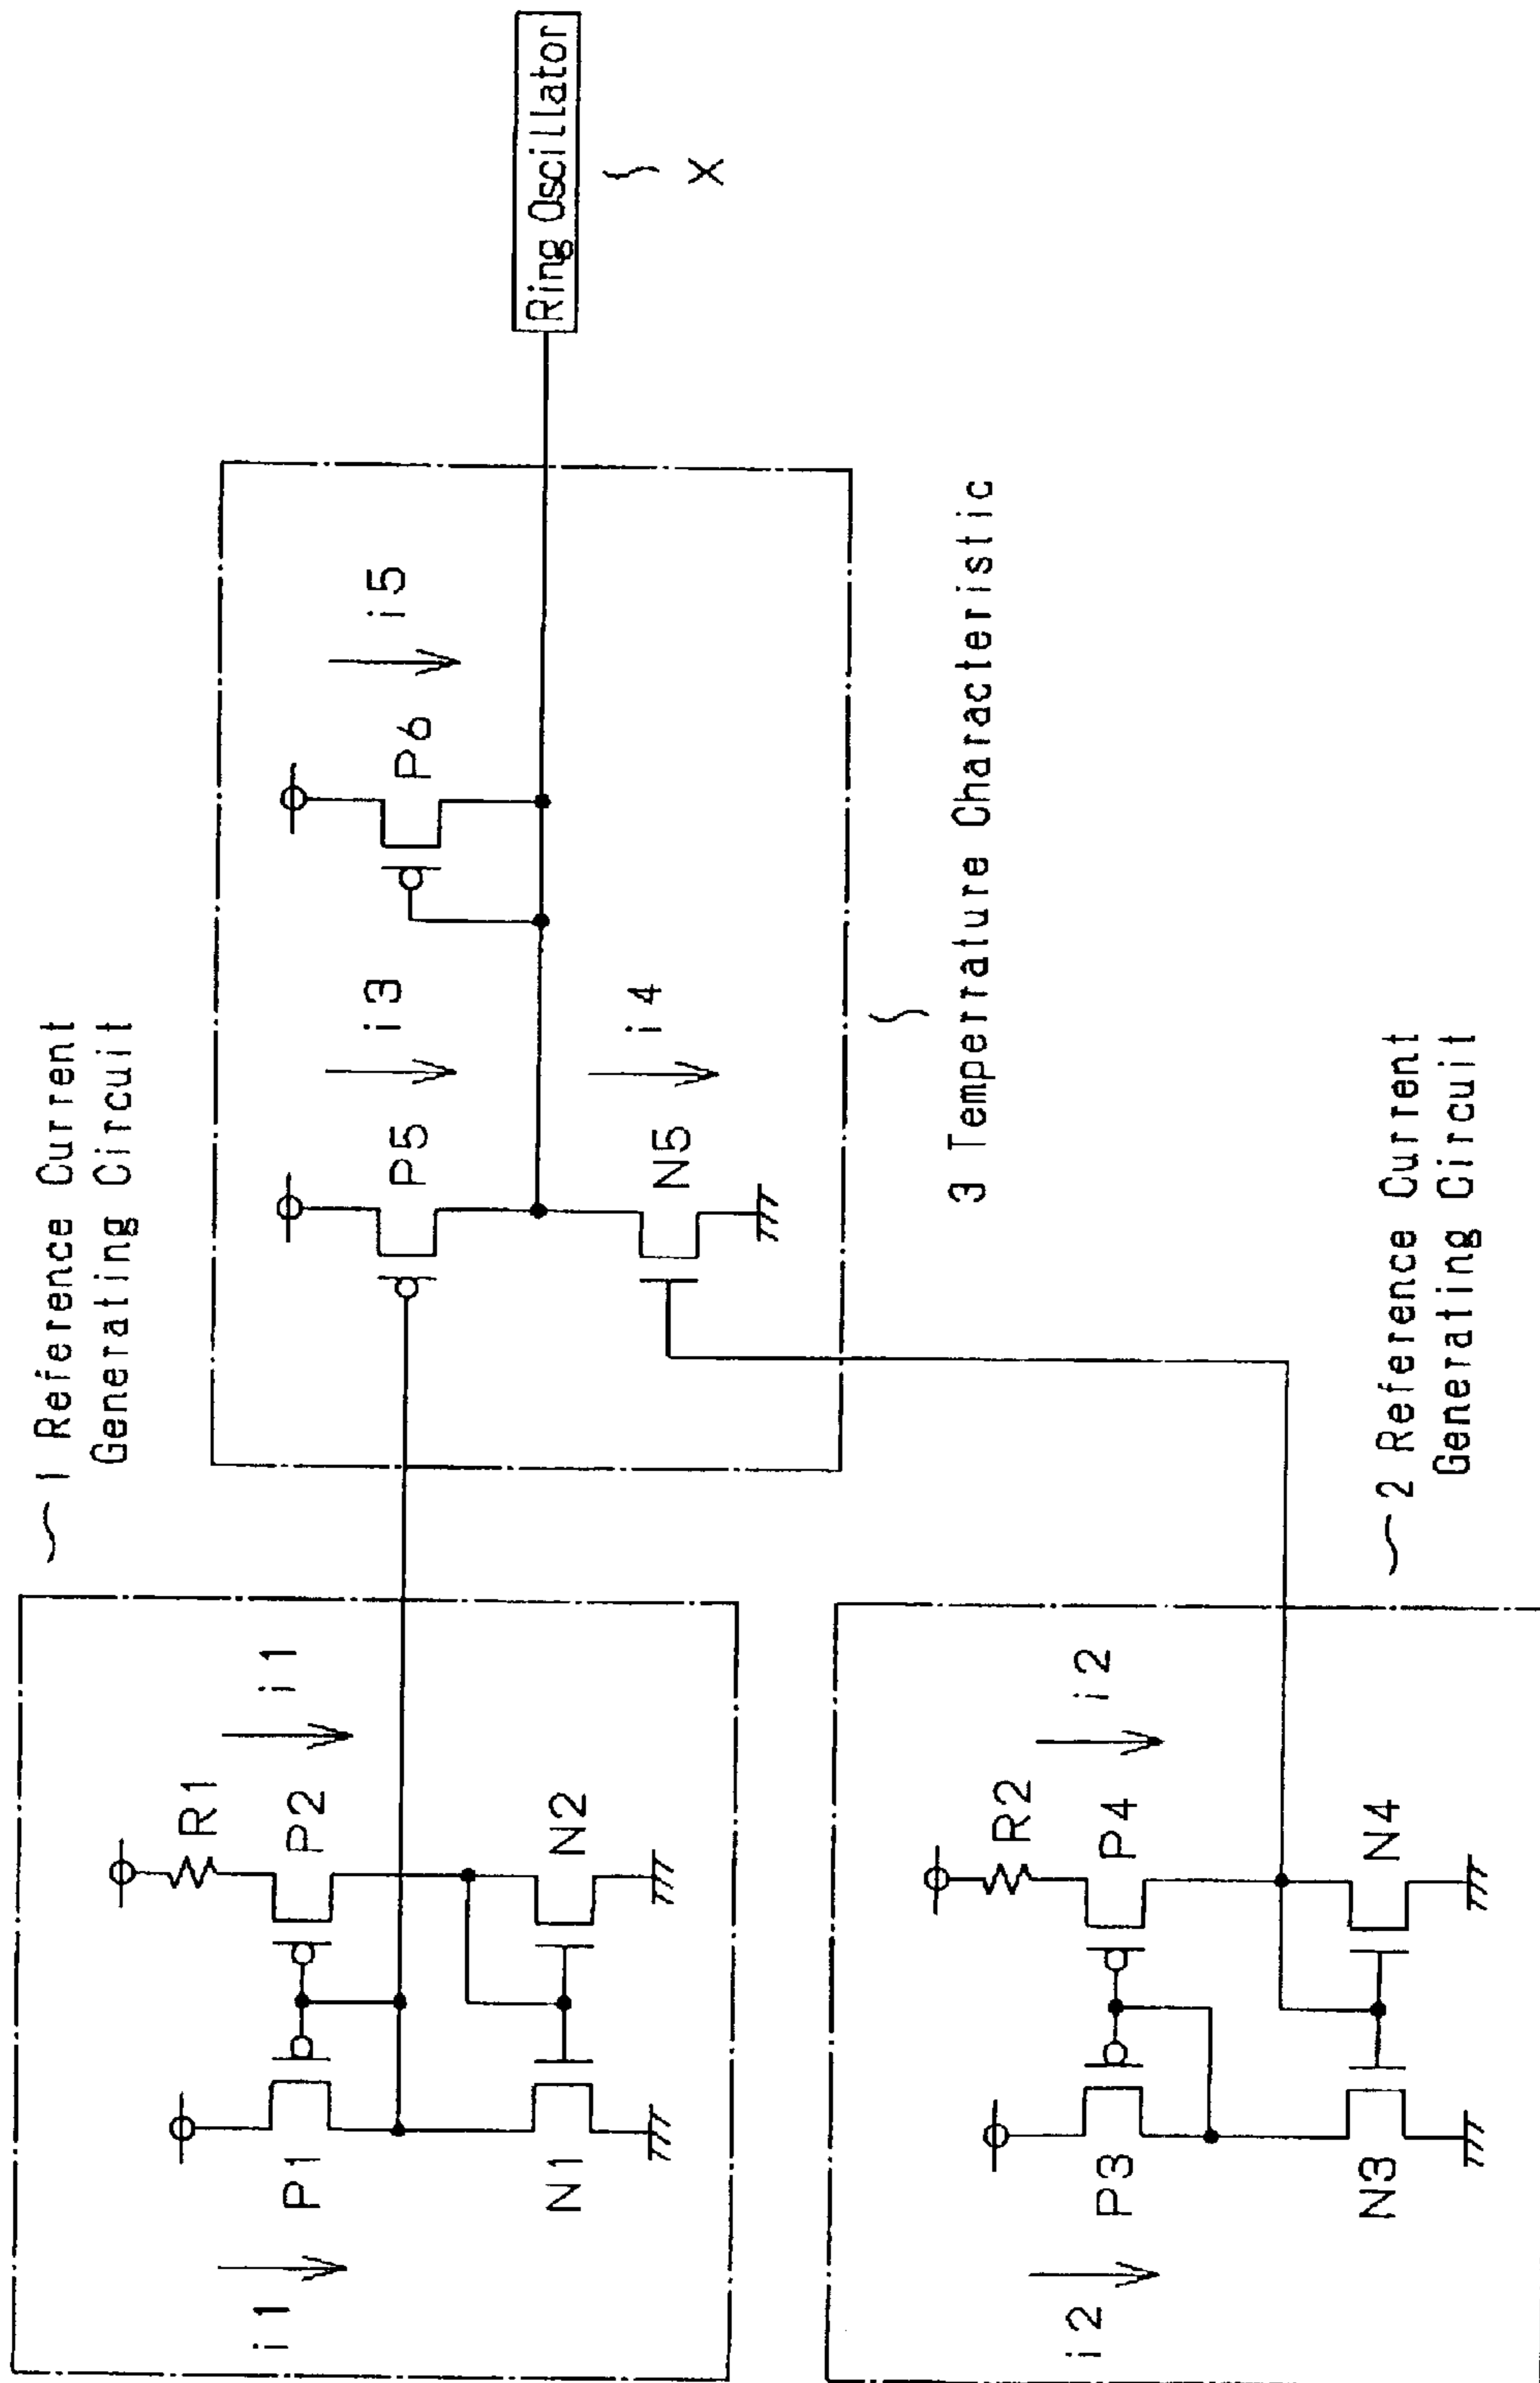 1 Reference Current
Generating Circuit
i1
P1
N1
R1
P2
N2
i1
i2
P3
N3
R2
P4
N4
i2
2 Reference Current
Generating Circuit
P5
i3
N5
i4
P6
i5
3 Temperrature Characteristic
Ring Oscillator
X